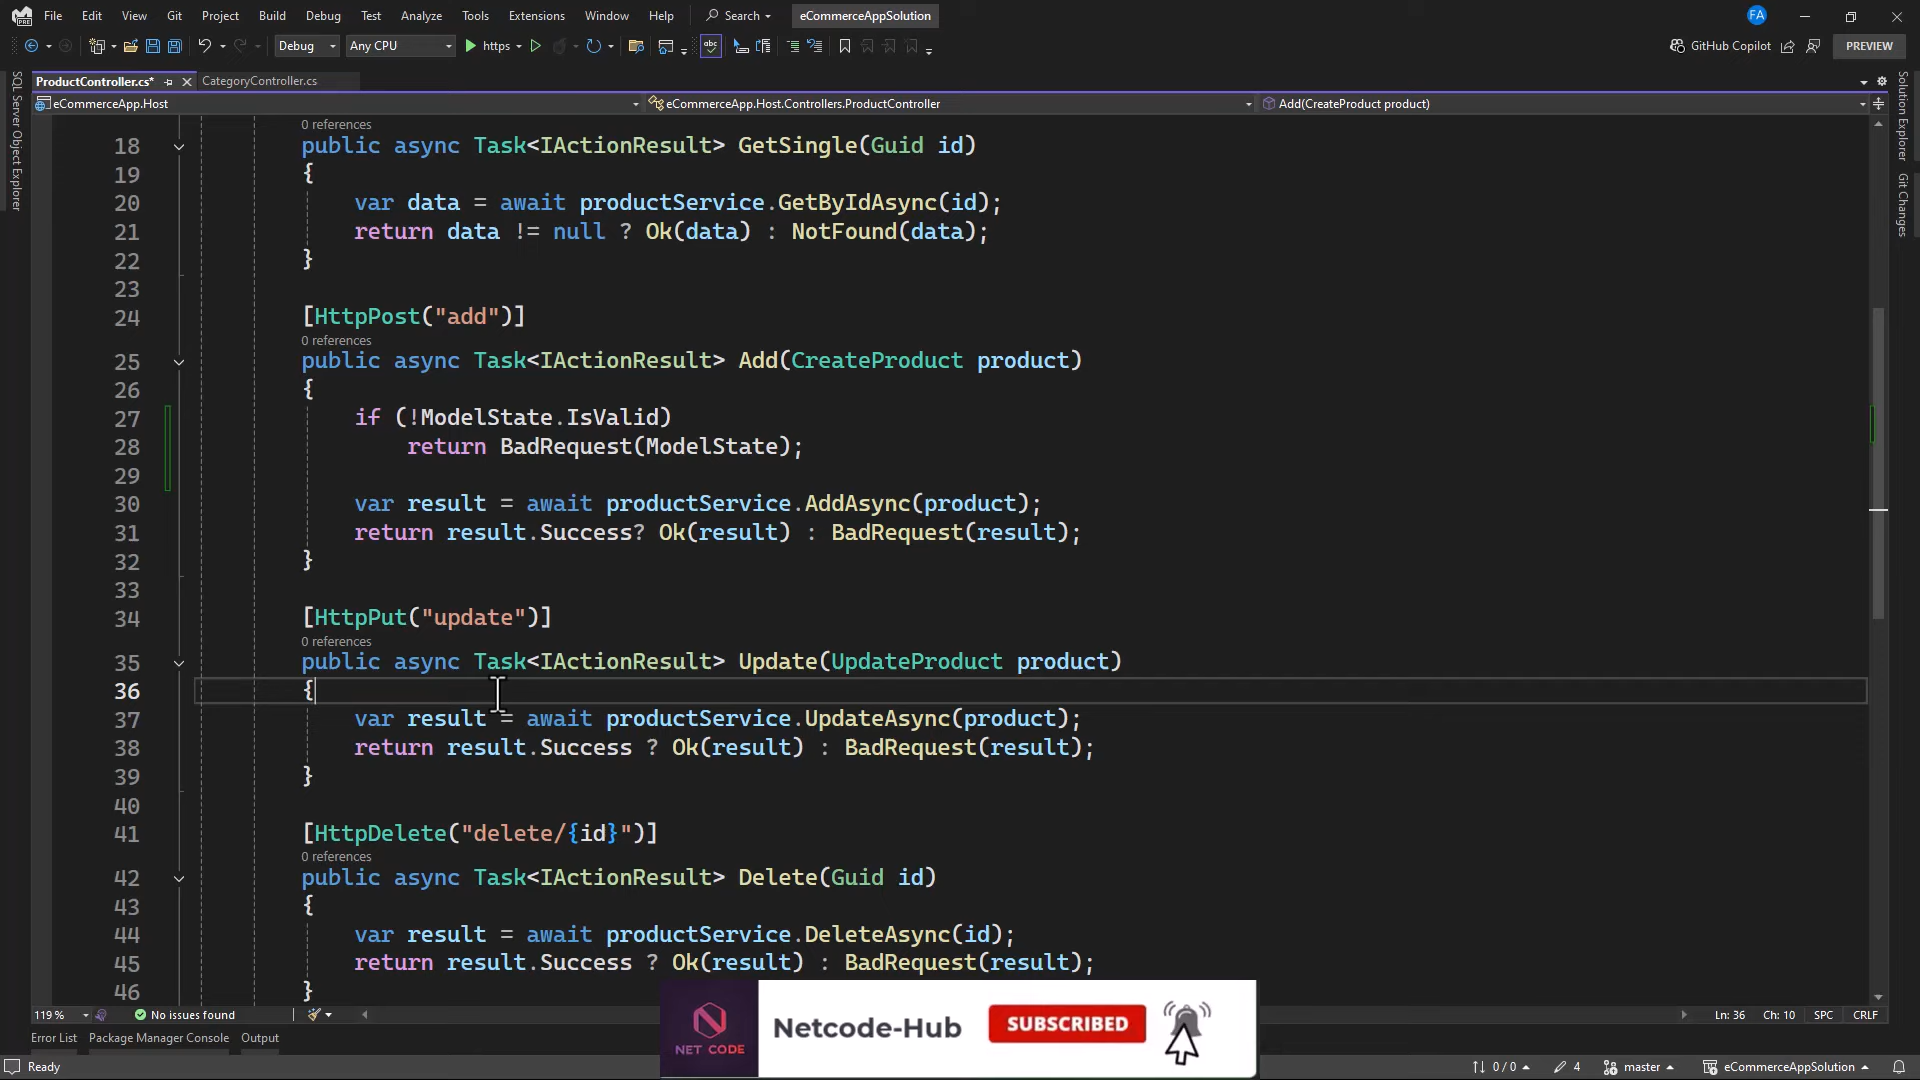 File Edit View Git Project Build Debug Test Analyze Tools Extensions Window Help Search eCommerceAppSolution FA
Debug Any CPU https GitHub Copilot PREVIEW
ProductController.cs* CategoryController.cs
eCommerceApp.Host eCommerceApp.Host.Controllers.ProductController Add(CreateProduct product)
SQL Server Object Explorer
Solution Explorer
Git Changes
0 references
18 public async Task<IActionResult> GetSingle(Guid id)
19 {
20 var data = await productService.GetByIdAsync(id);
21 return data != null ? Ok(data) : NotFound(data);
22 }
23
24 [HttpPost("add")]
0 references
25 public async Task<IActionResult> Add(CreateProduct product)
26 {
27 if (!ModelState.IsValid)
28 return BadRequest(ModelState);
29
30 var result = await productService.AddAsync(product);
31 return result.Success? Ok(result) : BadRequest(result);
32 }
33
34 [HttpPut("update")]
0 references
35 public async Task<IActionResult> Update(UpdateProduct product)
36 {
37 var result = await productService.UpdateAsync(product);
38 return result.Success ? Ok(result) : BadRequest(result);
39 }
40
41 [HttpDelete("delete/{id}")]
0 references
42 public async Task<IActionResult> Delete(Guid id)
43 {
44 var result = await productService.DeleteAsync(id);
45 return result.Success ? Ok(result) : BadRequest(result);
46 }
119 % No issues found Ln: 36 Ch: 10 SPC CRLF
Error List Package Manager Console Output
NET CODE Netcode-Hub SUBSCRIBED
Ready 0 / 0 4 master eCommerceAppSolution